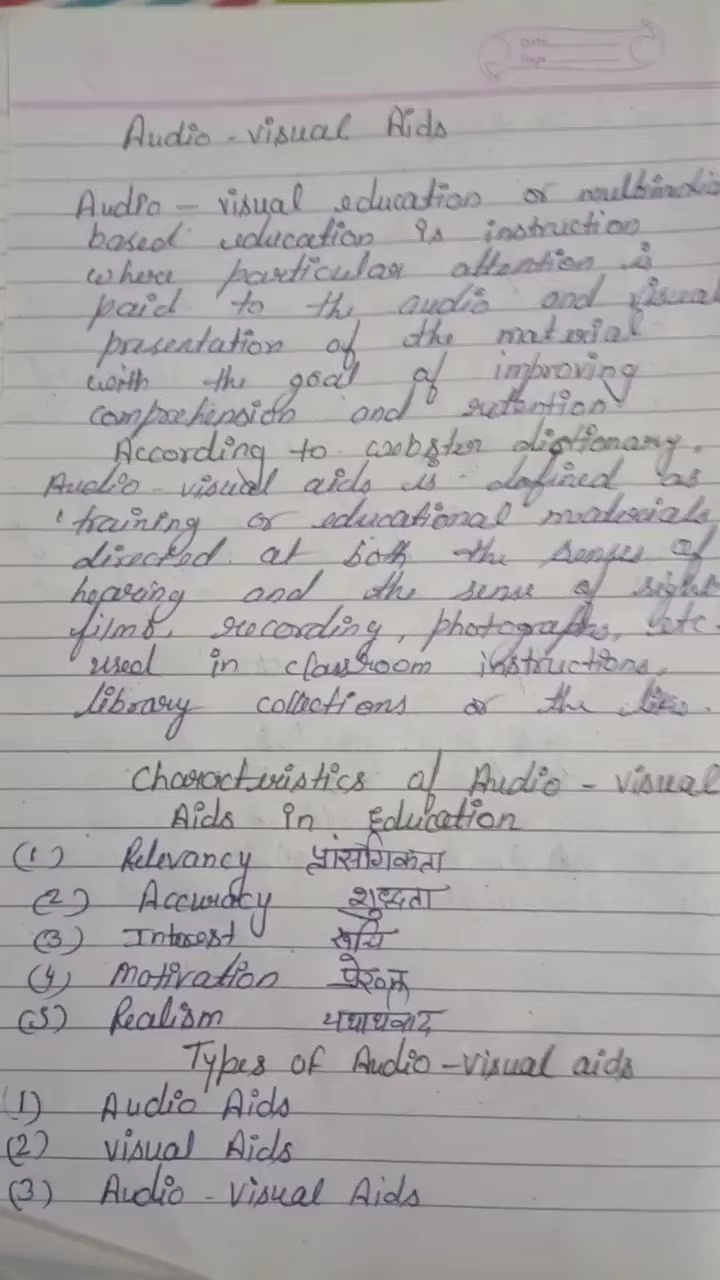 Date
Page
Audio - visual Aids
Audio - visual education or multimedia
based education is instruction
where particular attention is
paid to the audio and visual
presentation of the material
with the goal of improving
comprehension and retention
According to webster dictionary.
Audio - visual aids is defined as
training or educational materials
directed at both the senses of
hearing and the sense of sight
films, recording, photographs, etc.
used in classroom instructions,
library collections or the like.
Characteristics of Audio - visual
Aids in Education
(1) Relevancy प्रासंगिकता
(2) Accuracy शुद्धता
(3) Interest रूचि
(4) Motivation
(5) Realism यथार्थवाद
Types of Audio - visual aids
(1) Audio Aids
(2) visual Aids
(3) Audio - visual Aids